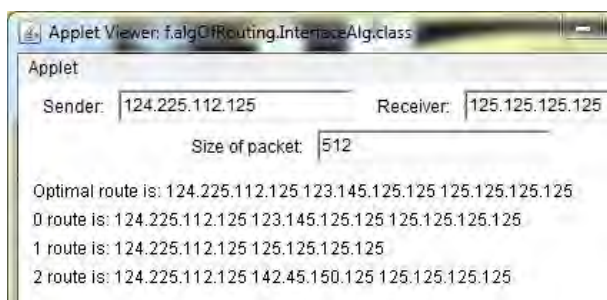 Applet Viewer: f.algOfRouting.InterfaceAlg.class
Applet
Sender: 124.225.112.125 Receiver: 125.125.125.125
Size of packet: 512
Optimal route is: 124.225.112.125 123.145.125.125 125.125.125.125
0 route is: 124.225.112.125 123.145.125.125 125.125.125.125
1 route is: 124.225.112.125 125.125.125.125
2 route is: 124.225.112.125 142.45.150.125 125.125.125.125